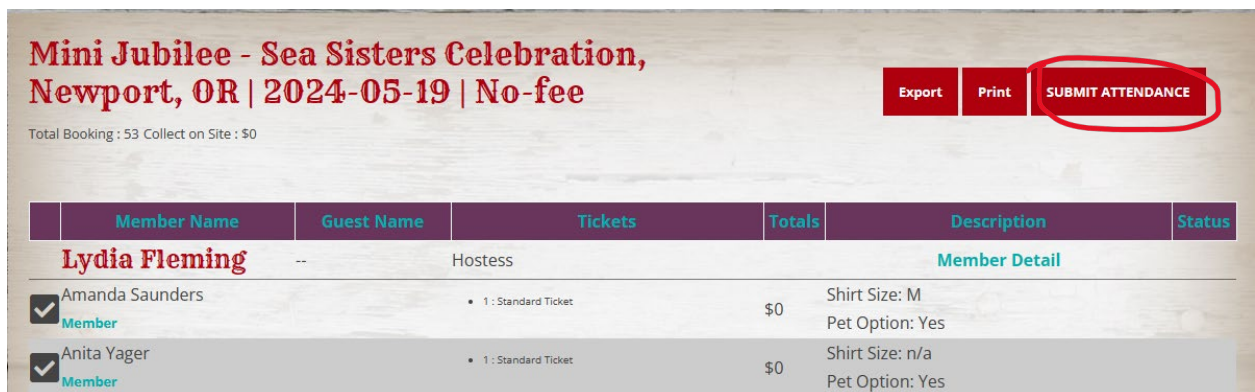 Mini Jubilee - Sea Sisters Celebration,
Newport, OR | 2024-05-19 | No-fee
Export Print SUBMIT ATTENDANCE
Total Booking : 53 Collect on Site : $0
Member Name Guest Name Tickets Totals Description Status
Lydia Fleming -- Hostess Member Detail
Amanda Saunders
Member
• 1 : Standard Ticket
$0
Shirt Size: M
Pet Option: Yes
Anita Yager
Member
• 1 : Standard Ticket
$0
Shirt Size: n/a
Pet Option: Yes